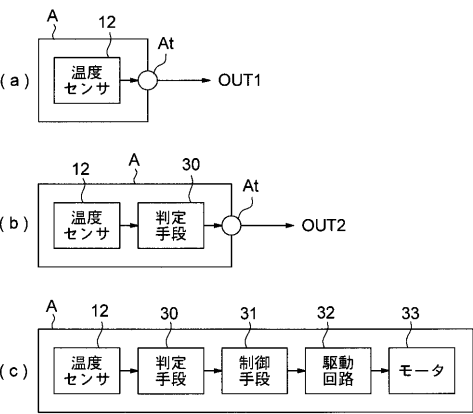 A
12
At
(a)
温度
センサ
OUT1
A
12
30
At
(b)
温度
センサ
判定
手段
OUT2
A
12
30
31
32
33
(c)
温度
センサ
判定
手段
制御
手段
駆動
回路
モータ